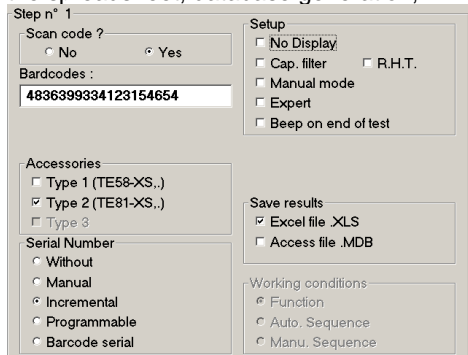 Step n° 1
Scan code ?
No Yes
Bardcodes :
4836399334123154654
Accessories
Type 1 (TE58-XS,.)
Type 2 (TE81-XS,.)
Type 3
Serial Number
Without
Manual
Incremental
Programmable
Barcode serial
Setup
No Display
Cap. filter R.H.T.
Manual mode
Expert
Beep on end of test
Save results
Excel file .XLS
Access file .MDB
Working conditions
Function
Auto. Sequence
Manu. Sequence